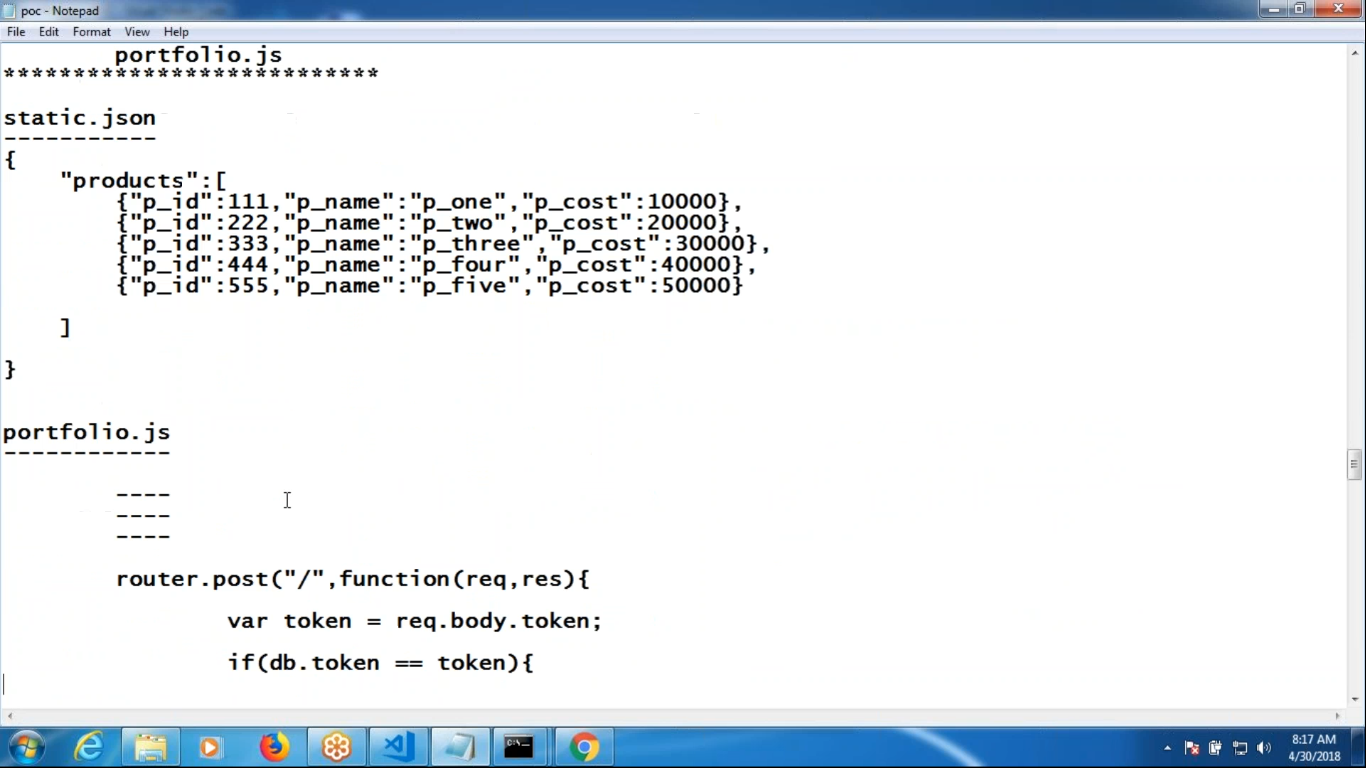 poc - Notepad
File Edit Format View Help
portfolio.js
***************************
static.json
-----------
{
"products":[
{"p_id":111,"p_name":"p_one","p_cost":10000},
{"p_id":222,"p_name":"p_two","p_cost":20000},
{"p_id":333,"p_name":"p_three","p_cost":30000},
{"p_id":444,"p_name":"p_four","p_cost":40000},
{"p_id":555,"p_name":"p_five","p_cost":50000}
]
}
portfolio.js
------------
----
----
----
router.post("/",function(req,res){
var token = req.body.token;
if(db.token == token){
8:17 AM
4/30/2018